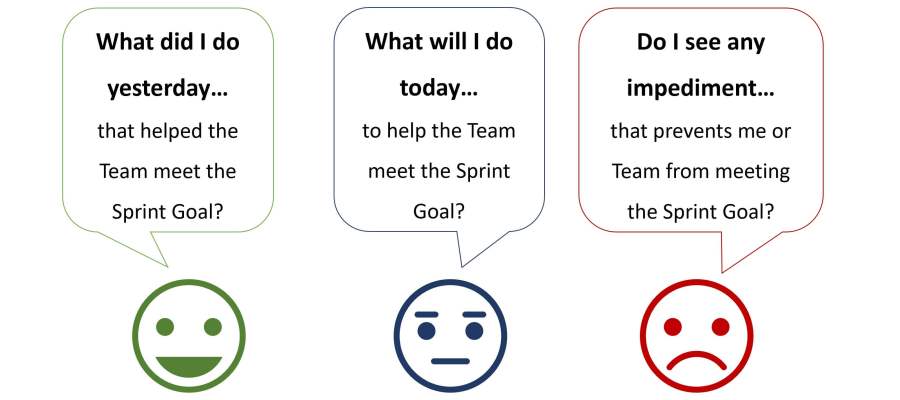 What did I do
yesterday…
that helped the
Team meet the
Sprint Goal?
What will I do
today…
to help the Team
meet the Sprint
Goal?
Do I see any
impediment…
that prevents me or
Team from meeting
the Sprint Goal?